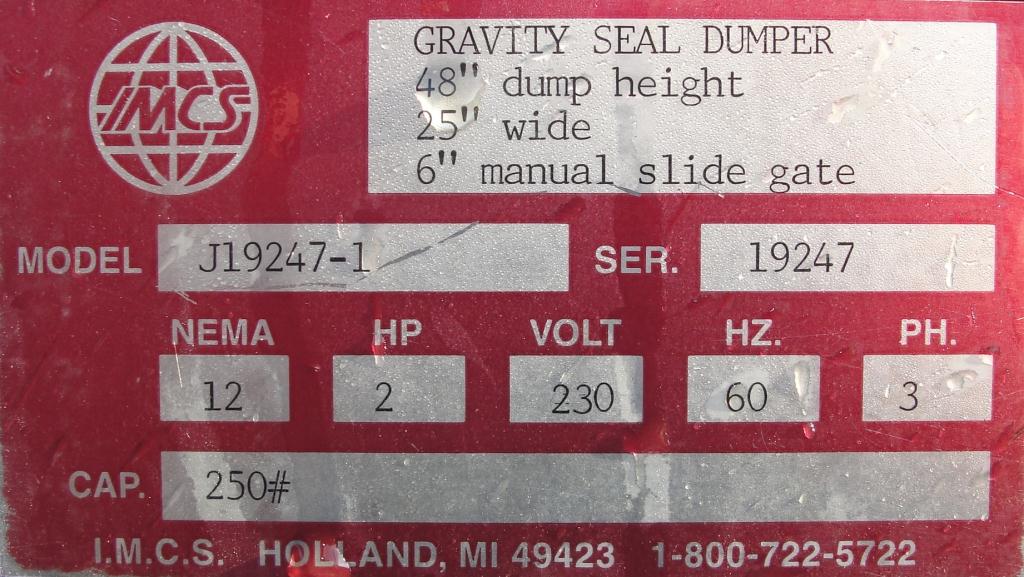 IMCS
GRAVITY SEAL DUMPER
48" dump height
25" wide
6" manual slide gate
MODEL J19247-1 SER. 19247
NEMA HP VOLT HZ. PH.
12 2 230 60 3
CAP. 250#
I.M.C.S. HOLLAND, MI 49423 1-800-722-5722